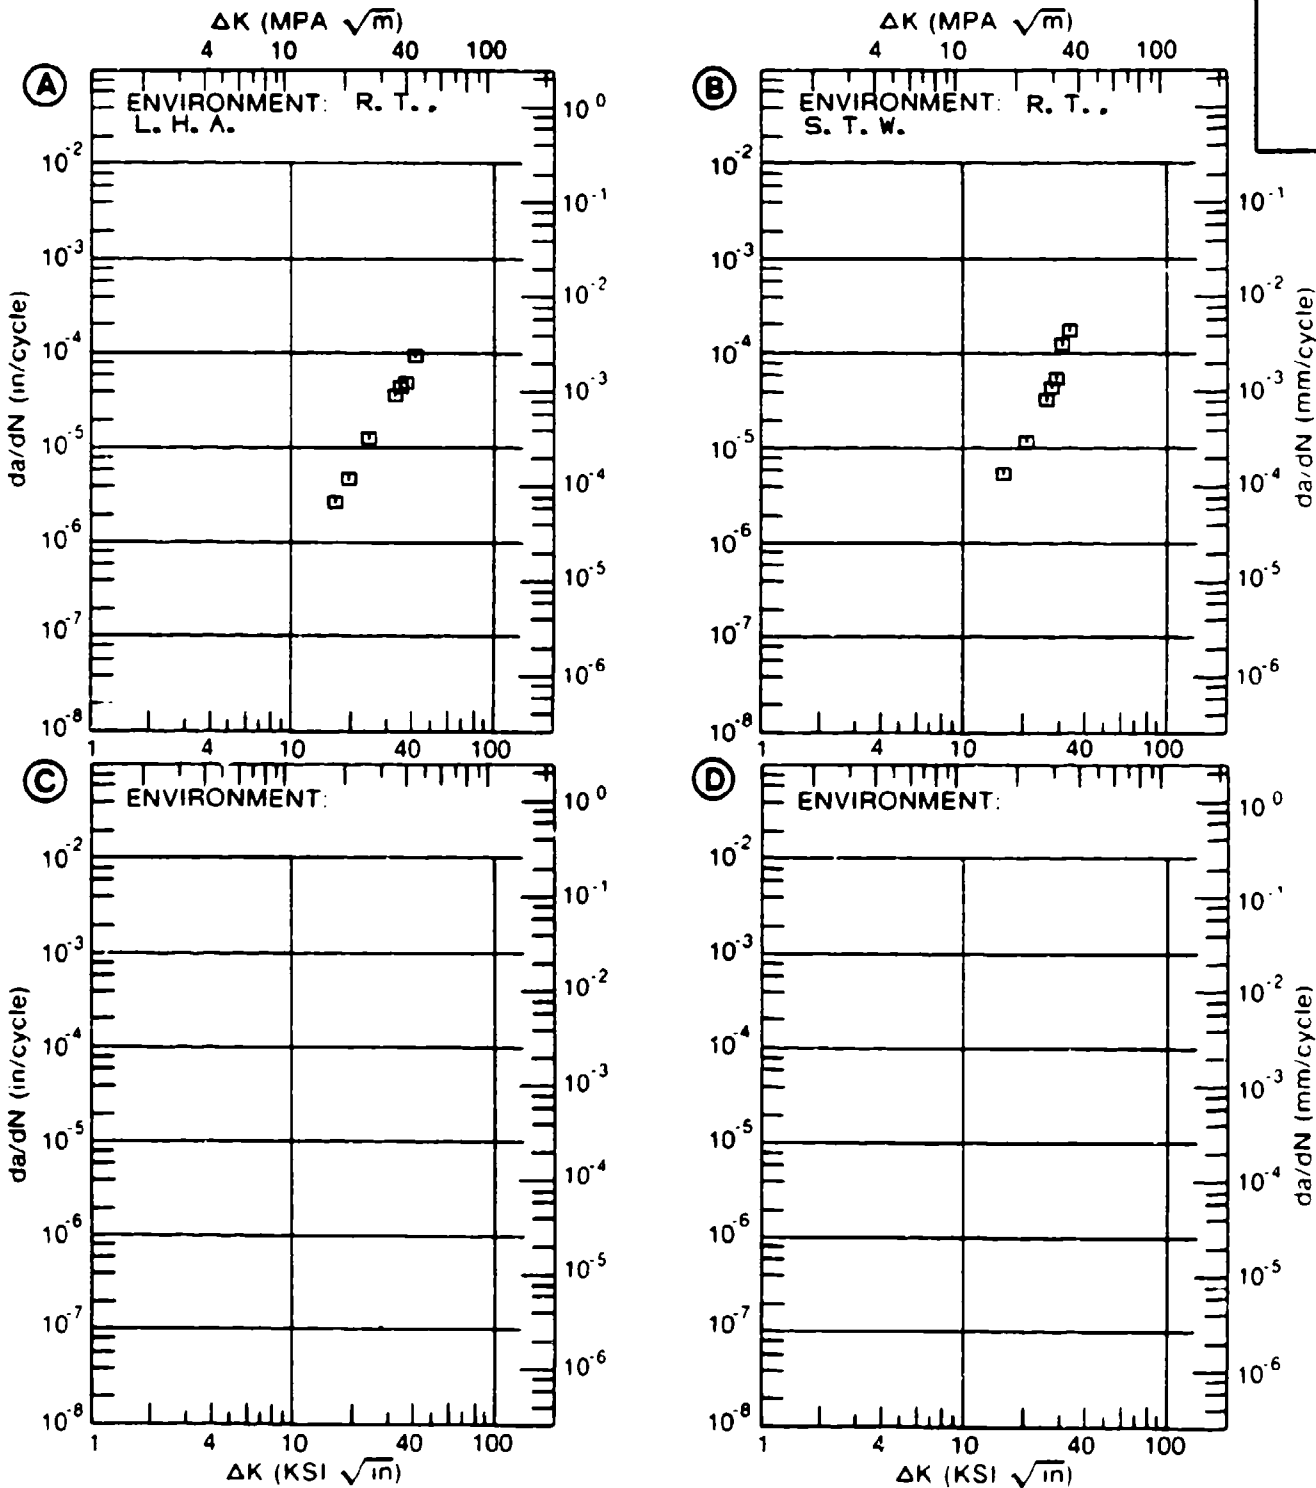 ΔK (MPA √m)
4 10 40 100
A
ENVIRONMENT: R. T. ,
L. H. A.
10^0
10^-2
10^-1
10^-3
10^-2
10^-4
10^-3
10^-5
10^-4
10^-6
10^-5
10^-7
10^-6
10^-8
1 4 10 40 100
da/dN (in/cycle)
ΔK (MPA √m)
4 10 40 100
B
ENVIRONMENT: R. T. ,
S. T. W.
10^-2
10^-1
10^-3
10^-2
10^-4
10^-3
10^-5
10^-4
10^-6
10^-5
10^-7
10^-6
10^-8
1 4 10 40 100
da/dN (mm/cycle)
C
ENVIRONMENT:
10^0
10^-2
10^-1
10^-3
10^-2
10^-4
10^-3
10^-5
10^-4
10^-6
10^-5
10^-7
10^-6
10^-8
1 4 10 40 100
da/dN (in/cycle)
ΔK (KSI √in)
D
ENVIRONMENT:
10^0
10^-2
10^-1
10^-3
10^-2
10^-4
10^-3
10^-5
10^-4
10^-6
10^-5
10^-7
10^-6
10^-8
1 4 10 40 100
da/dN (mm/cycle)
ΔK (KSI √in)